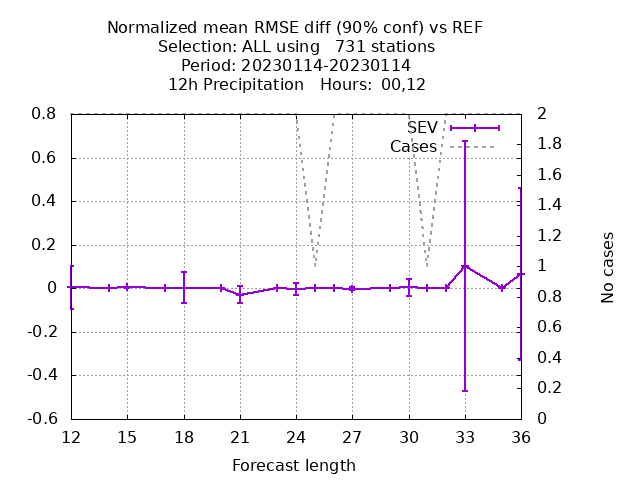 Normalized mean RMSE diff (90% conf) vs REF
Selection: ALL using   731 stations
Period: 20230114-20230114
12h Precipitation   Hours: 00,12
SEV
Cases
0.8
0.6
0.4
0.2
0
-0.2
-0.4
-0.6
2
1.8
1.6
1.4
1.2
1
0.8
0.6
0.4
0.2
0
No cases
12 15 18 21 24 27 30 33 36
Forecast length